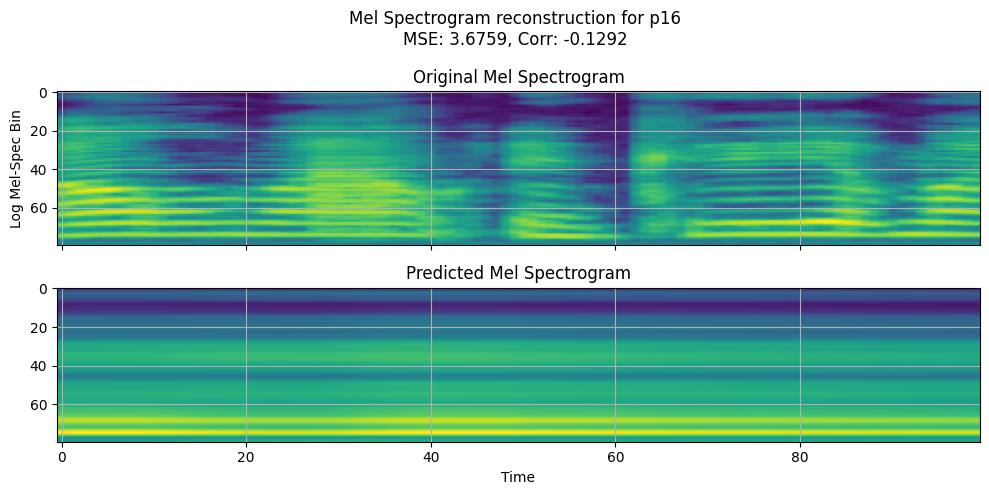 Mel Spectrogram reconstruction for p16
MSE: 3.6759, Corr: -0.1292
Original Mel Spectrogram
0
20
40
60
Log Mel-Spec Bin
Predicted Mel Spectrogram
0
20
40
60
0 20 40 60 80
Time